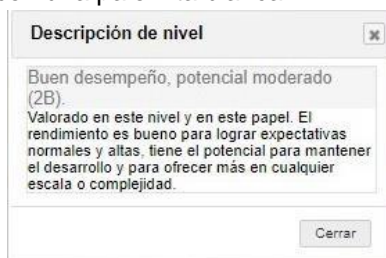 Descripción de nivel
Buen desempeño, potencial moderado
(2B).
Valorado en este nivel y en este papel. El
rendimiento es bueno para lograr expectativas
normales y altas, tiene el potencial para mantener
el desarrollo y para ofrecer más en cualquier
escala o complejidad.
Cerrar